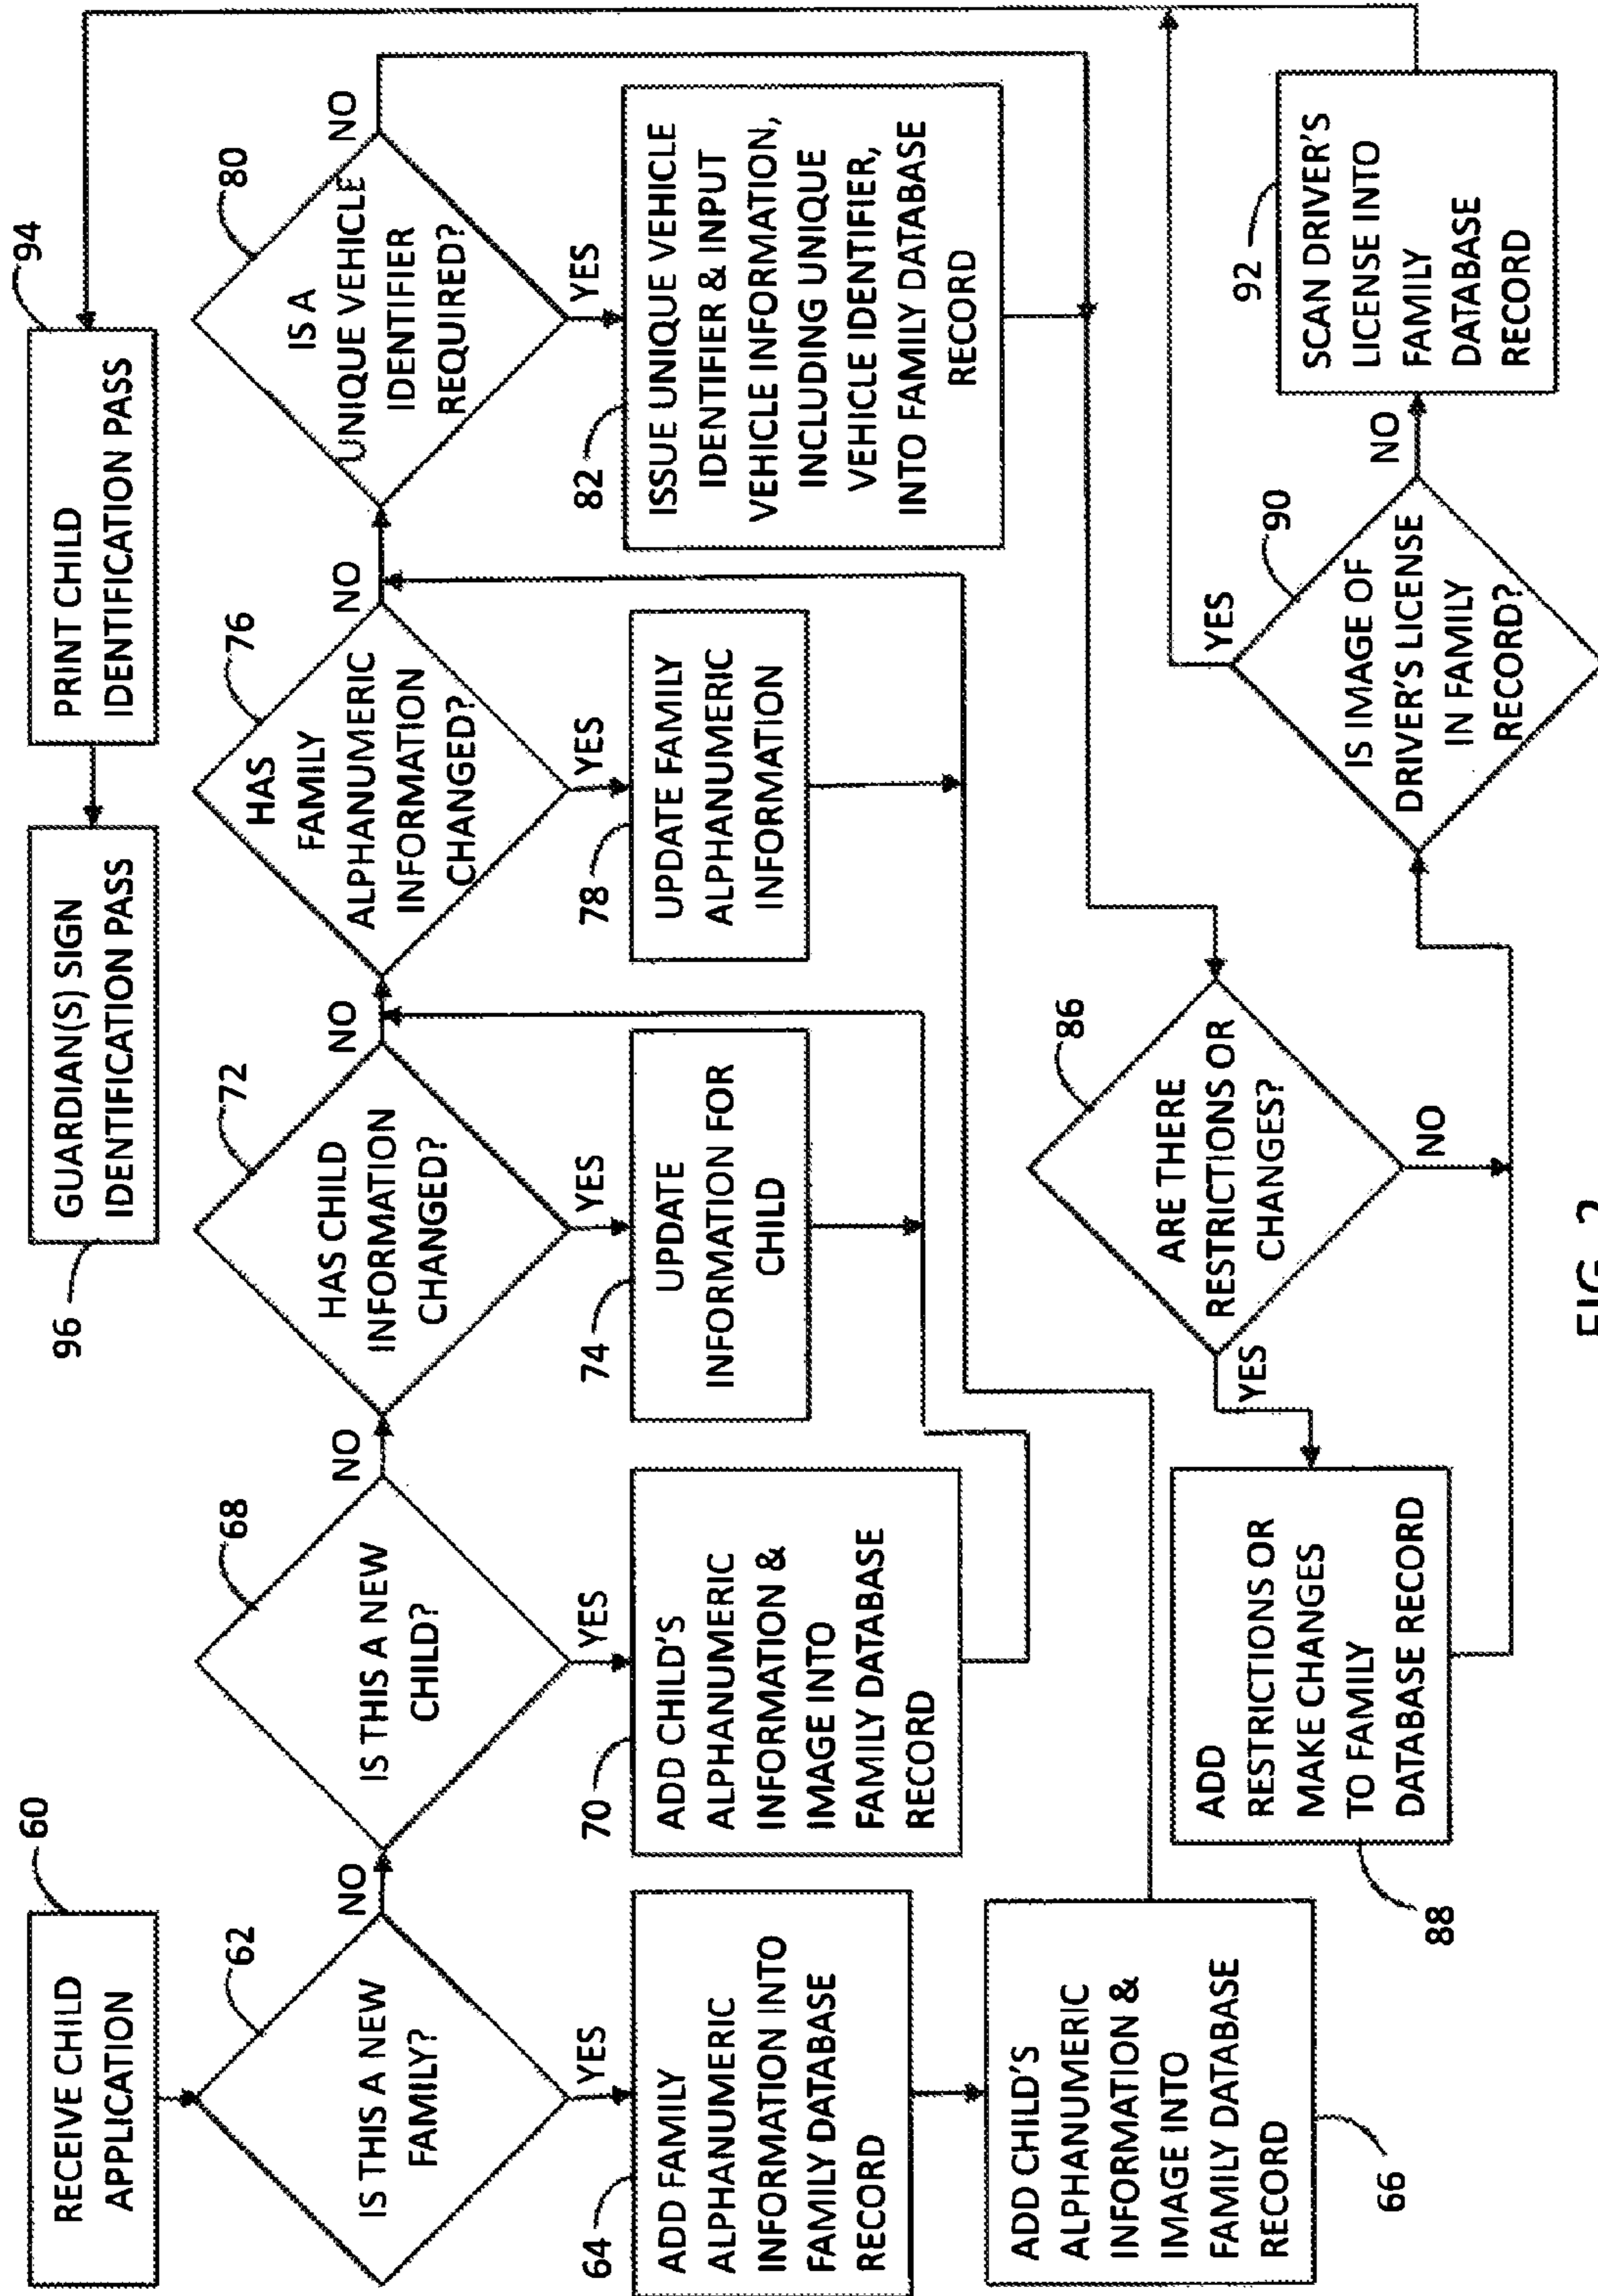 60
RECEIVE CHILD
APPLICATION
62
IS THIS A NEW
FAMILY?
NO
YES
64
ADD FAMILY
ALPHANUMERIC
INFORMATION INTO
FAMILY DATABASE
RECORD
ADD CHILD'S
ALPHANUMERIC
INFORMATION &
IMAGE INTO
FAMILY DATABASE
RECORD
66
68
IS THIS A NEW
CHILD?
NO
YES
70
ADD CHILD'S
ALPHANUMERIC
INFORMATION &
IMAGE INTO
FAMILY DATABASE
RECORD
72
HAS CHILD
INFORMATION
CHANGED?
NO
YES
74
UPDATE
INFORMATION FOR
CHILD
76
HAS
FAMILY
ALPHANUMERIC
INFORMATION
CHANGED?
NO
YES
78
UPDATE FAMILY
ALPHANUMERIC
INFORMATION
80
IS A
UNIQUE VEHICLE
IDENTIFIER
REQUIRED?
NO
YES
82
ISSUE UNIQUE VEHICLE
IDENTIFIER & INPUT
VEHICLE INFORMATION,
INCLUDING UNIQUE
VEHICLE IDENTIFIER,
INTO FAMILY DATABASE
RECORD
86
ARE THERE
RESTRICTIONS OR
CHANGES?
YES
NO
ADD
RESTRICTIONS OR
MAKE CHANGES
TO FAMILY
DATABASE RECORD
88
90
IS IMAGE OF
DRIVER'S LICENSE
IN FAMILY
RECORD?
YES
NO
92
SCAN DRIVER'S
LICENSE INTO
FAMILY
DATABASE
RECORD
94
PRINT CHILD
IDENTIFICATION PASS
96
GUARDIAN(S) SIGN
IDENTIFICATION PASS
FIG. 2